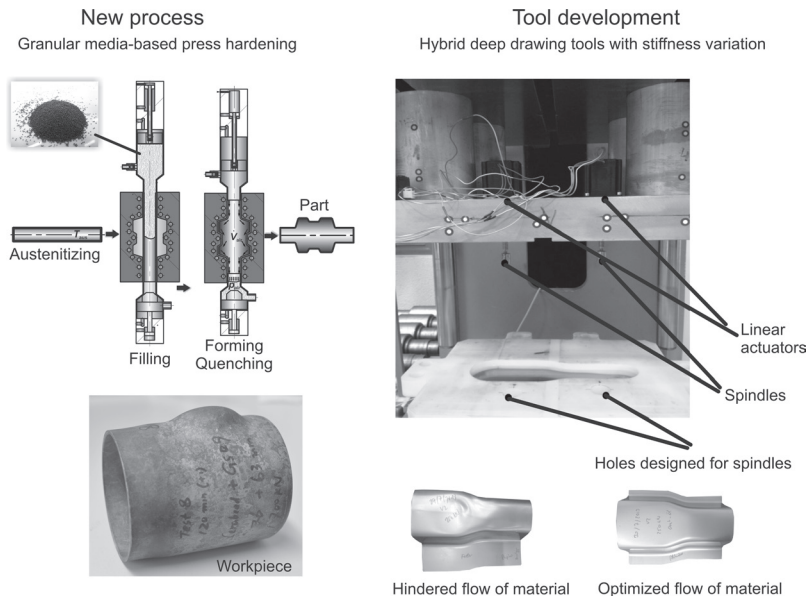 New process
Granular media-based press hardening
Part
Austenitizing
Filling
Forming
Quenching
Workpiece
Tool development
Hybrid deep drawing tools with stiffness variation
Linear
actuators
Spindles
Holes designed for spindles
Hindered flow of material
Optimized flow of material